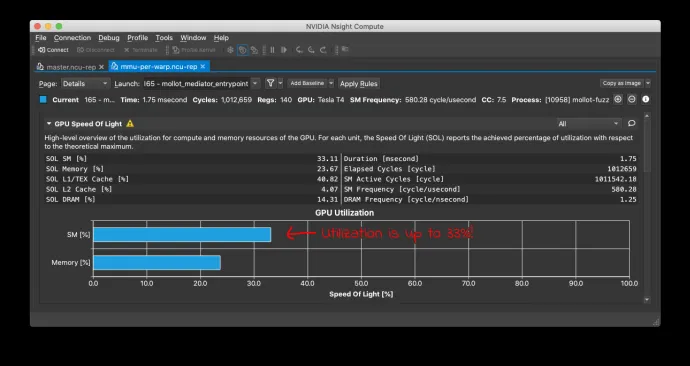 NVIDIA Nsight Compute
File Connection Debug Profile Tools Window Help
Connect Disconnect Terminate Profile Kernel
master.ncu-rep mmu-per-warp.ncu-rep
Page: Details Launch: 165 - mollot_mediator_entrypoint Add Baseline Apply Rules Copy as Image
Current 165 - m... Time: 1.75 msecond Cycles: 1,012,659 Regs: 140 GPU: Tesla T4 SM Frequency: 580.28 cycle/usecond CC: 7.5 Process: [10958] mollot-fuzz
GPU Speed Of Light All
High-level overview of the utilization for compute and memory resources of the GPU. For each unit, the Speed Of Light (SOL) reports the achieved percentage of utilization with respect
to the theoretical maximum.
SOL SM [%] 33.11 Duration [msecond] 1.75
SOL Memory [%] 23.67 Elapsed Cycles [cycle] 1012659
SOL L1/TEX Cache [%] 40.82 SM Active Cycles [cycle] 1011542.18
SOL L2 Cache [%] 4.07 SM Frequency [cycle/usecond] 580.28
SOL DRAM [%] 14.31 DRAM Frequency [cycle/nsecond] 1.25
GPU Utilization
SM [%] Utilization is up to 33%!
Memory [%]
0.0 10.0 20.0 30.0 40.0 50.0 60.0 70.0 80.0 90.0 100.0
Speed Of Light [%]